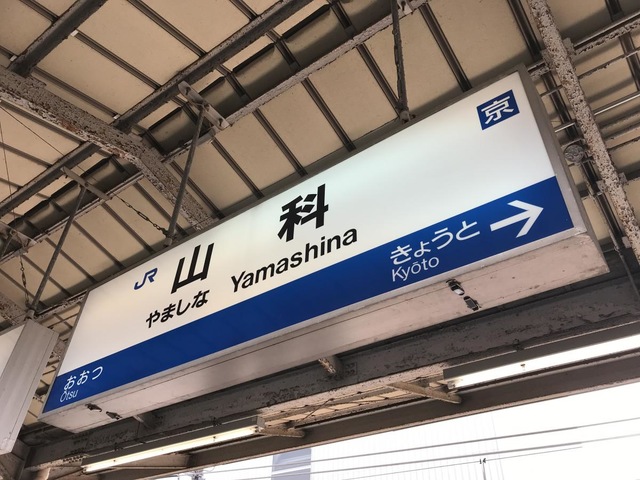 京
JR 山科
やましな Yamashina
おおつ
Ōtsu
きょうと →
Kyōto